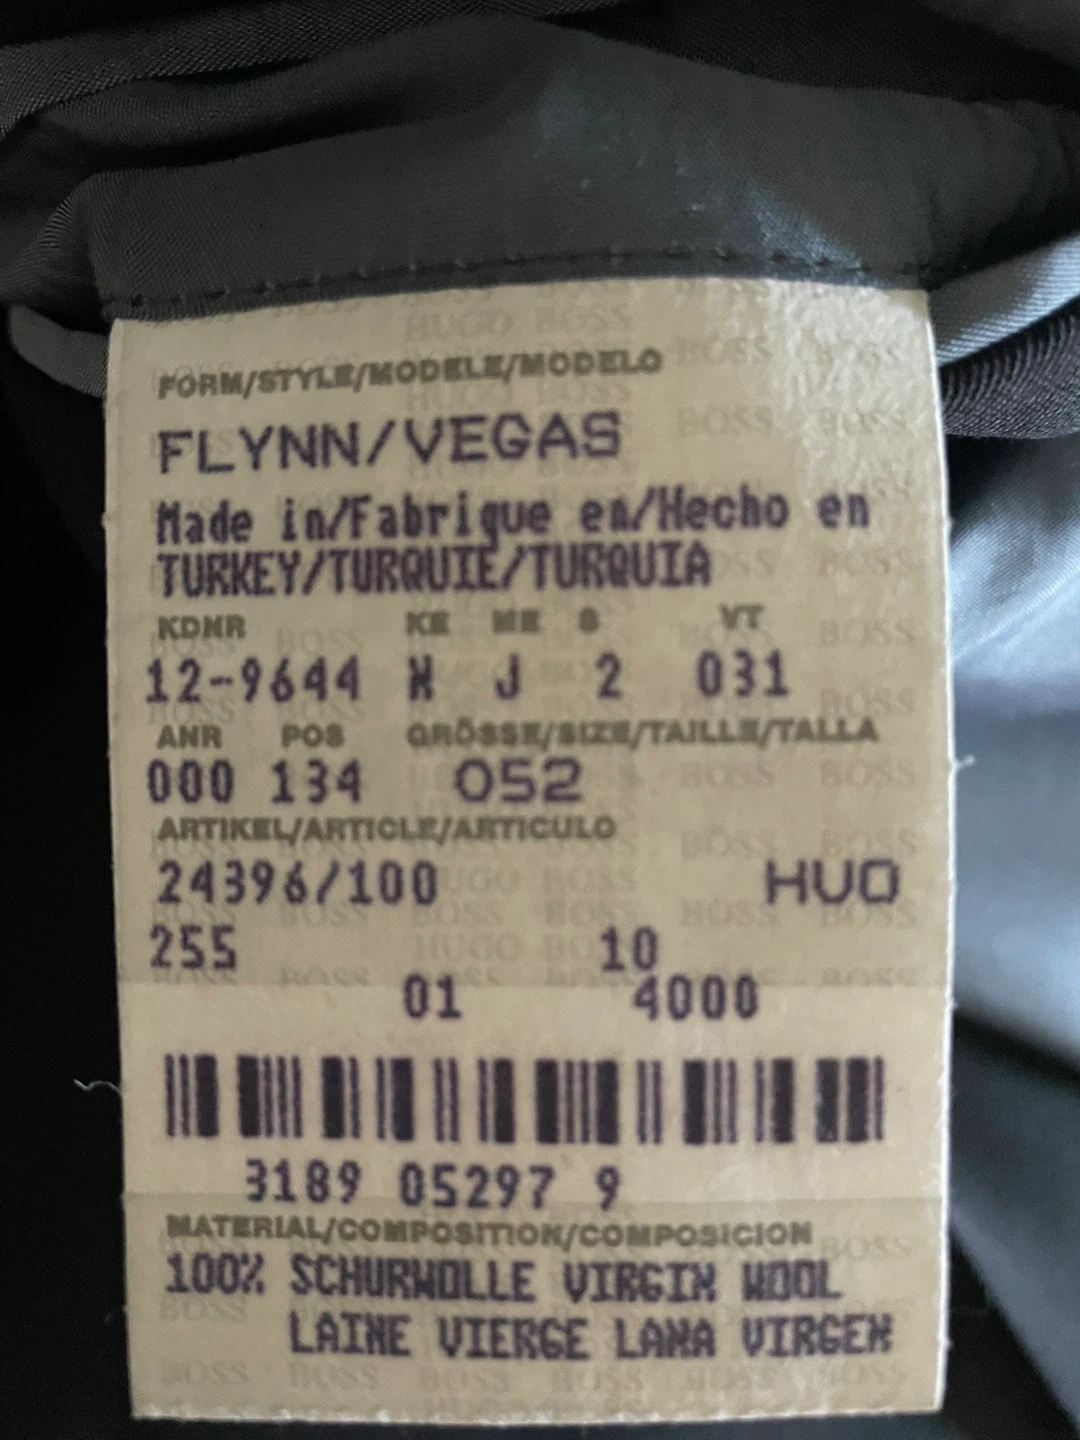 FORM/STYLE/MODELE/MODELO
FLYNN/VEGAS
Made in/Fabrique en/Hecho en
TURKEY/TURQUIE/TURQUIA
KDNR KE ME S VT
12-9644 N J 2 031
ANR POS GRÖSSE/SIZE/TAILLE/TALLA
000 134 052
ARTIKEL/ARTICLE/ARTICULO
24396/100 HUO
255 10
01 4000
3189 05297 9
MATERIAL/COMPOSITION/COMPOSICION
100% SCHURWOLLE VIRGIN WOOL
LAINE VIERGE LANA VIRGEN